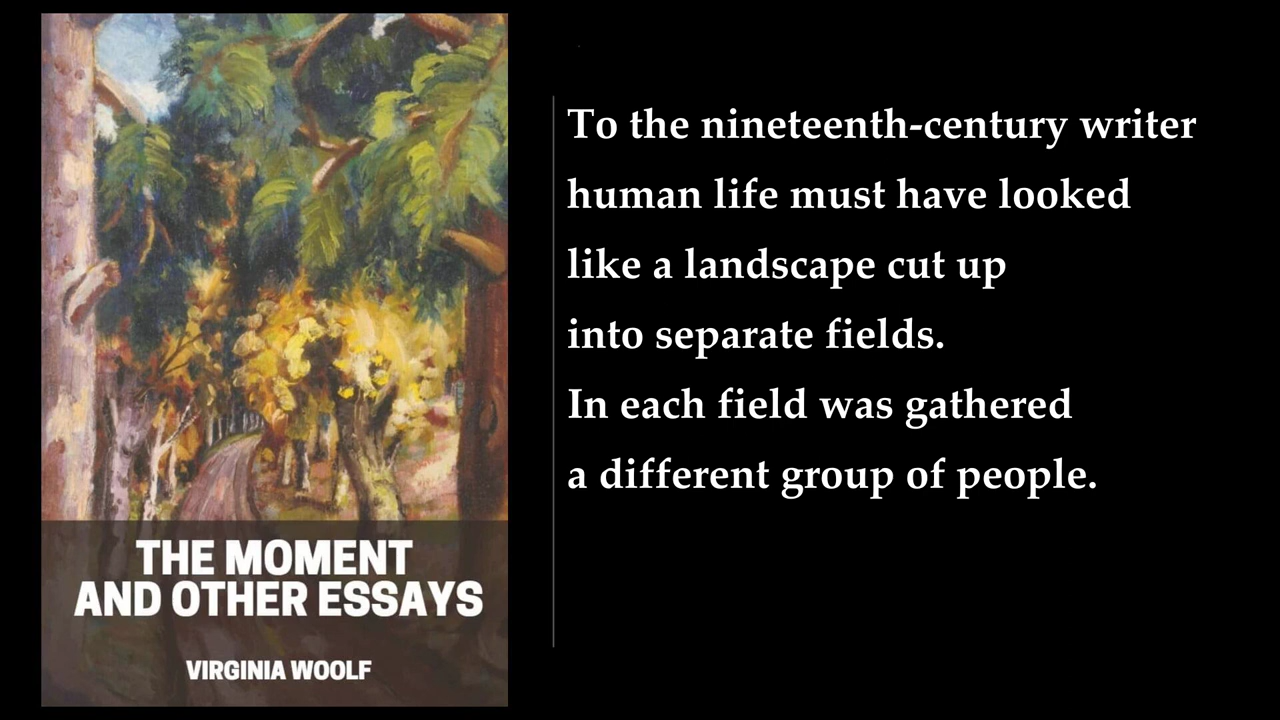 THE MOMENT
AND OTHER ESSAYS
VIRGINIA WOOLF
To the nineteenth-century writer
human life must have looked
like a landscape cut up
into separate fields.
In each field was gathered
a different group of people.